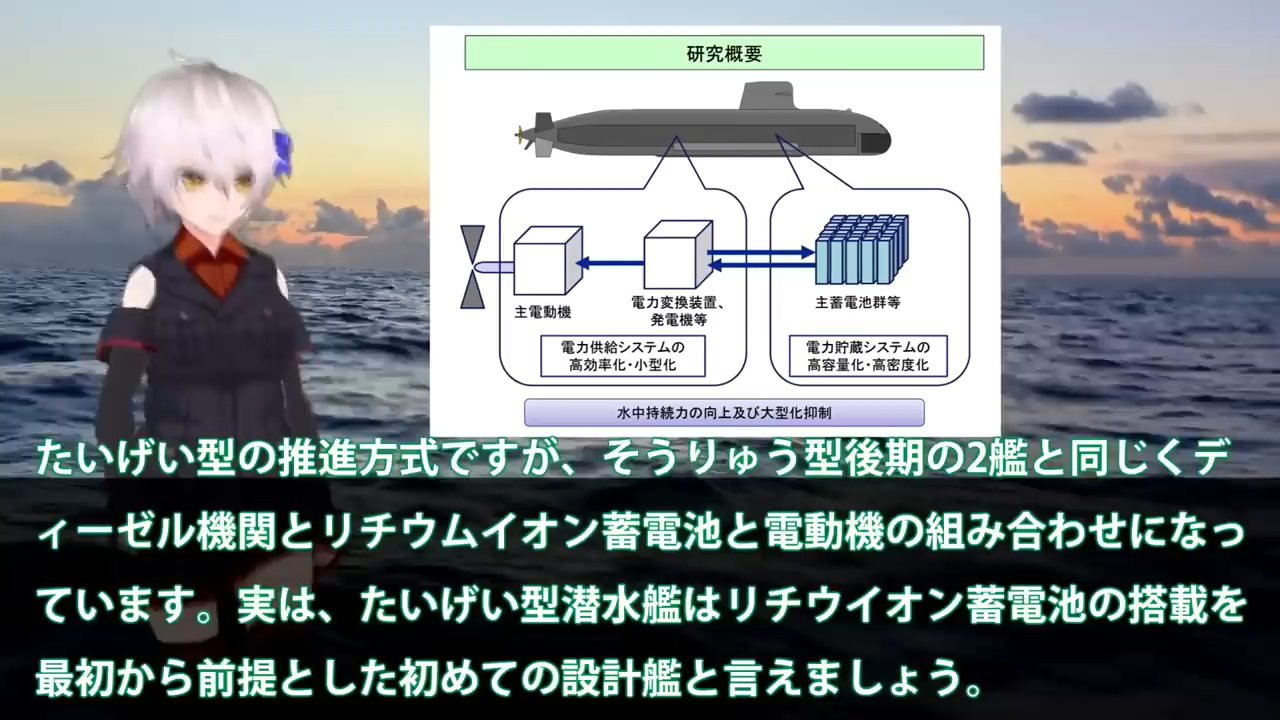 研究概要
主電動機
電力変換装置、
発電機等
主蓄電池群等
電力供給システムの
高効率化・小型化
電力貯蔵システムの
高容量化・高密度化
水中持続力の向上及び大型化抑制
たいげい型の推進方式ですが、そうりゅう型後期の2艦と同じくデ
ィーゼル機関とリチウムイオン蓄電池と電動機の組み合わせになっ
ています。実は、たいげい型潜水艦はリチウイオン蓄電池の搭載を
最初から前提とした初めての設計艦と言えましょう。